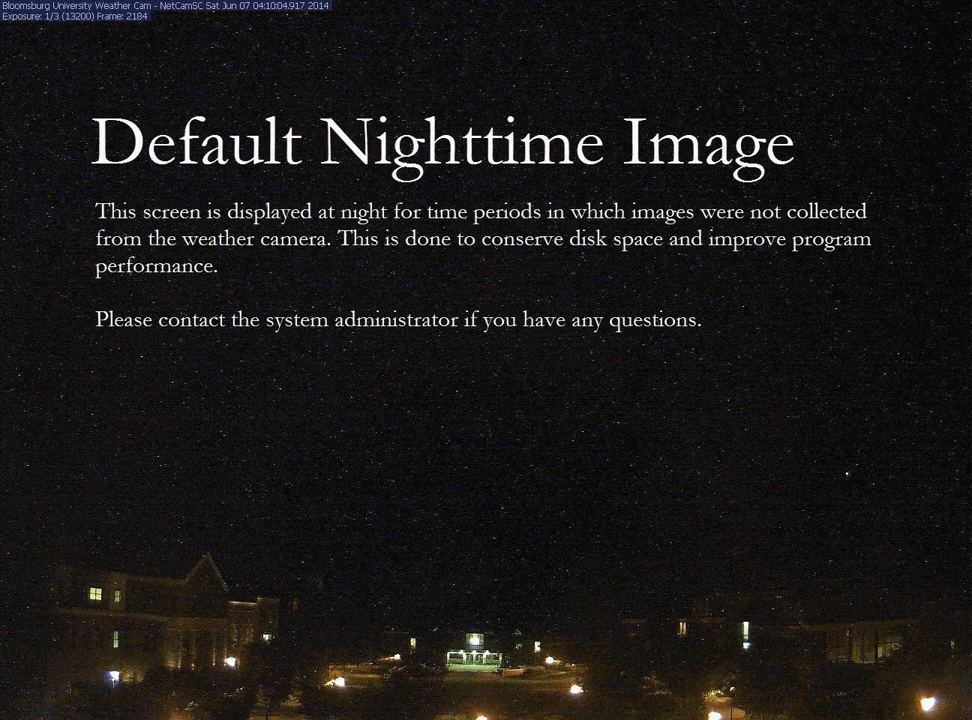 Bloomsburg University Weather Cam - NetCamSC Sat Jun 07 04:10:04.917 2014
Exposure: 1/3 (13200) Frame: 2184
Default Nighttime Image
This screen is displayed at night for time periods in which images were not collected
from the weather camera. This is done to conserve disk space and improve program
performance.
Please contact the system administrator if you have any questions.